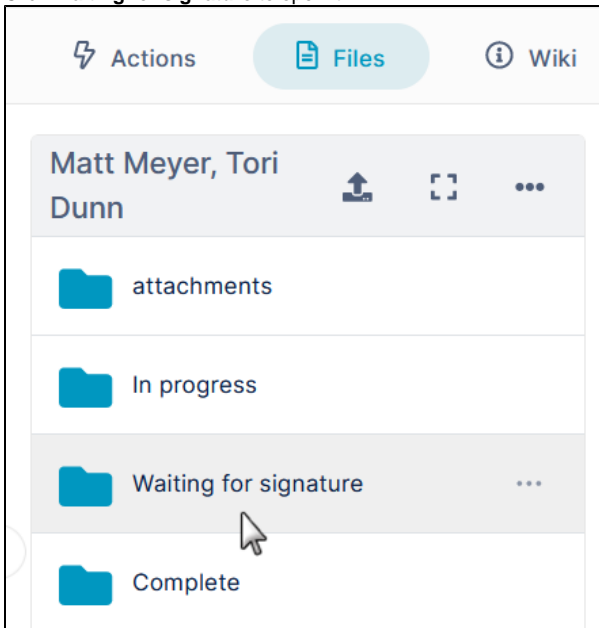 Actions Files Wiki
Matt Meyer, Tori
Dunn
attachments
In progress
Waiting for signature
Complete